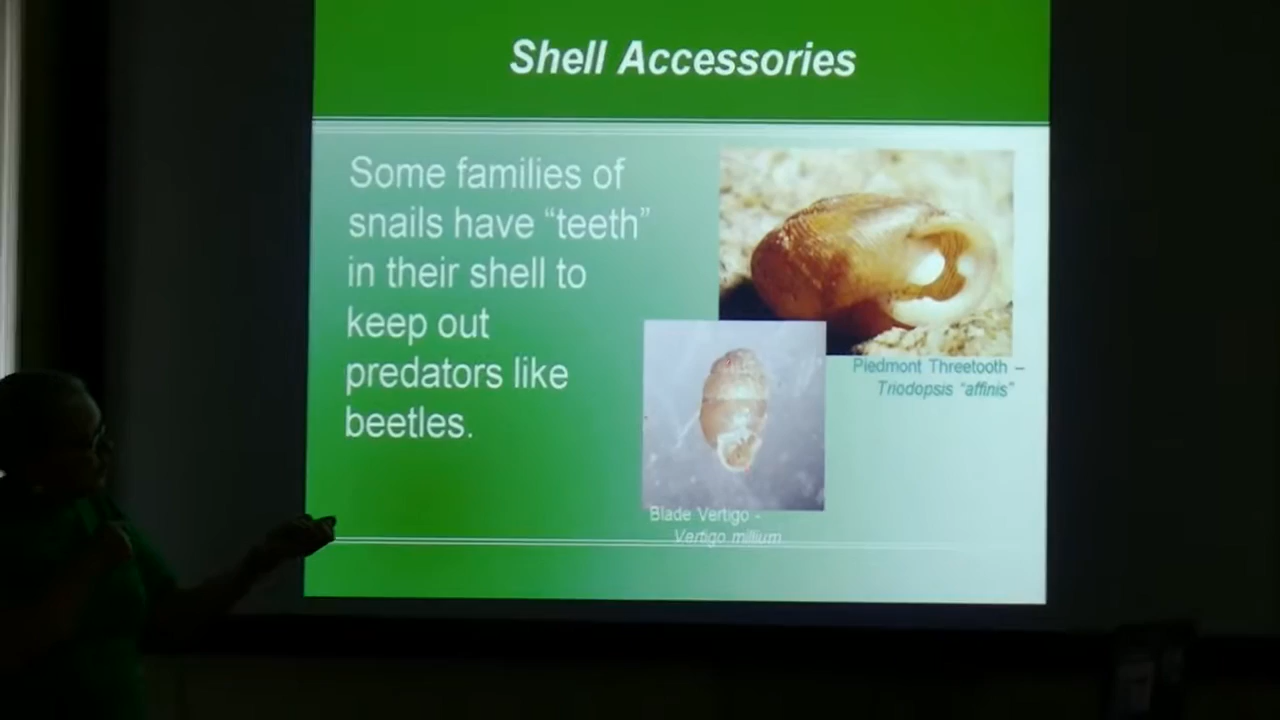 Shell Accessories
Some families of
snails have “teeth”
in their shell to
keep out
predators like
beetles.
Piedmont Threetooth –
Triodopsis “affinis”
Blade Vertigo -
Vertigo millium